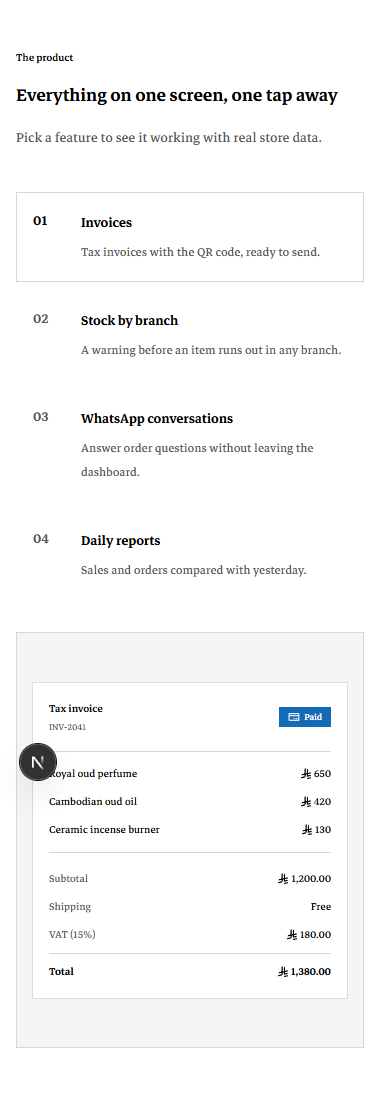 The product
Everything on one screen, one tap away
Pick a feature to see it working with real store data.
01 Invoices
Tax invoices with the QR code, ready to send.
02 Stock by branch
A warning before an item runs out in any branch.
03 WhatsApp conversations
Answer order questions without leaving the
dashboard.
04 Daily reports
Sales and orders compared with yesterday.
Tax invoice
Paid
INV-2041
N
Royal oud perfume ⃁ 650
Cambodian oud oil ⃁ 420
Ceramic incense burner ⃁ 130
Subtotal ⃁ 1,200.00
Shipping Free
VAT (15%) ⃁ 180.00
Total ⃁ 1,380.00